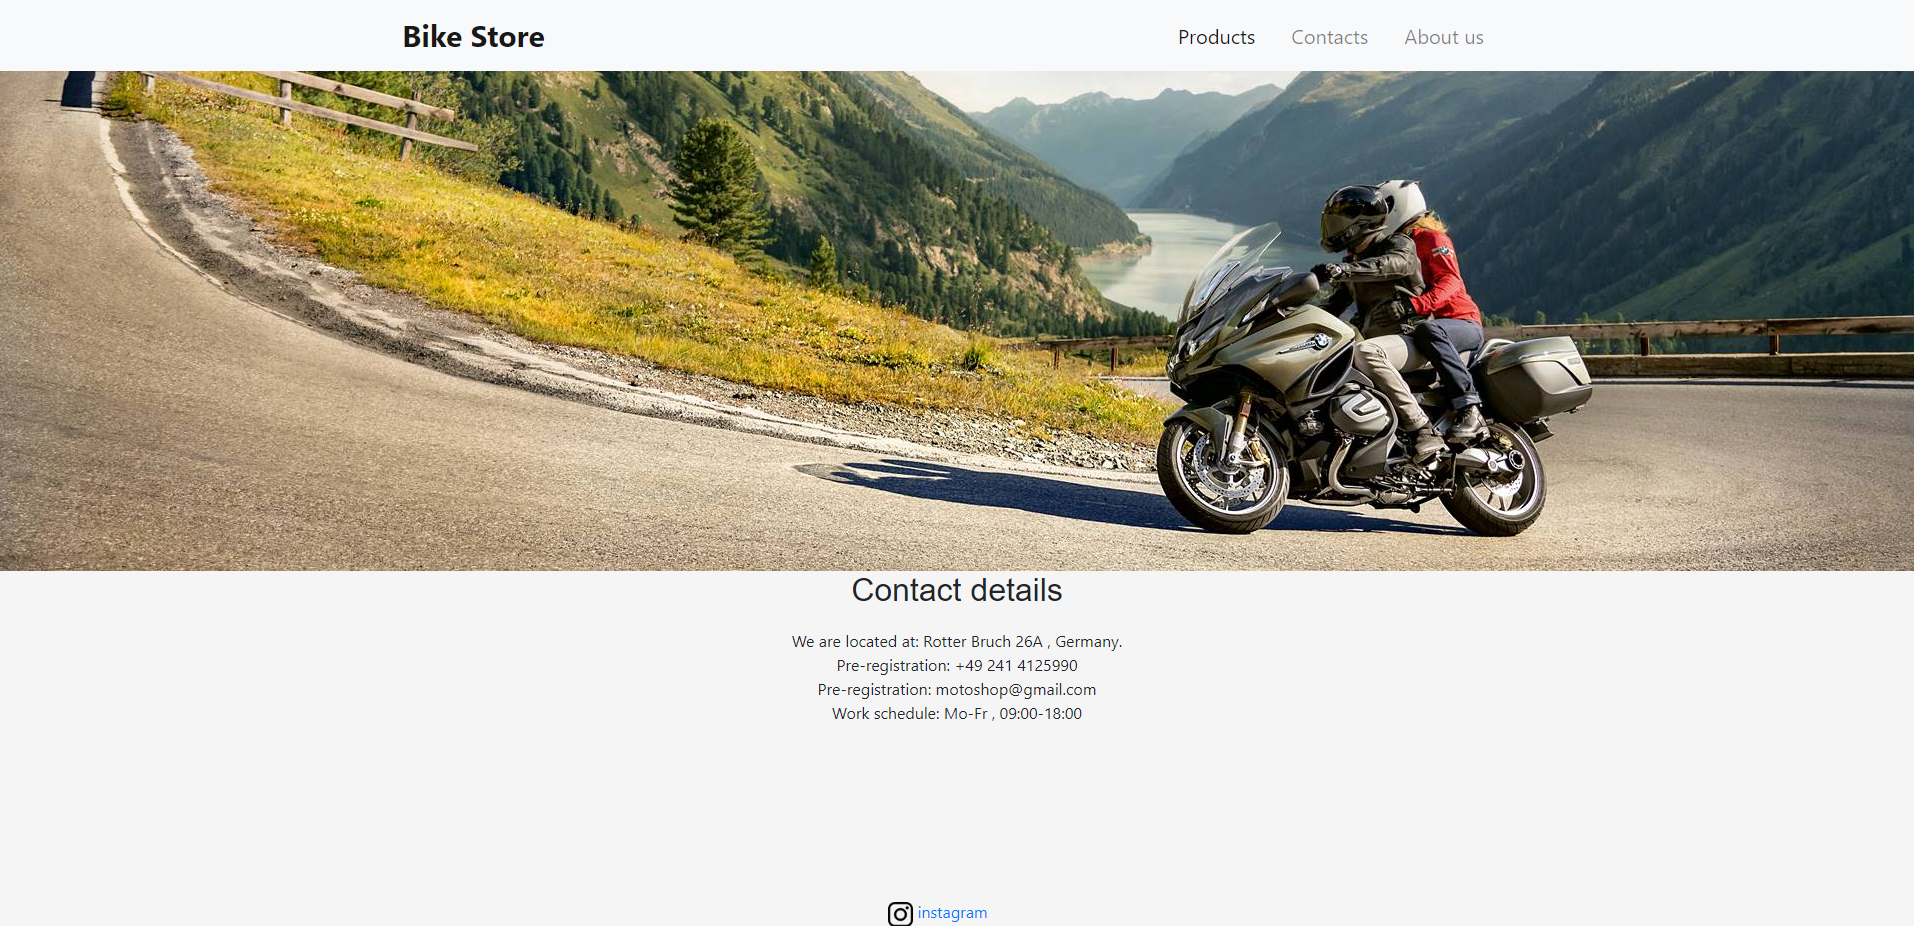 Bike Store
Products Contacts About us
Contact details
We are located at: Rotter Bruch 26A , Germany.
Pre-registration: +49 241 4125990
Pre-registration: motoshop@gmail.com
Work schedule: Mo-Fr , 09:00-18:00
instagram